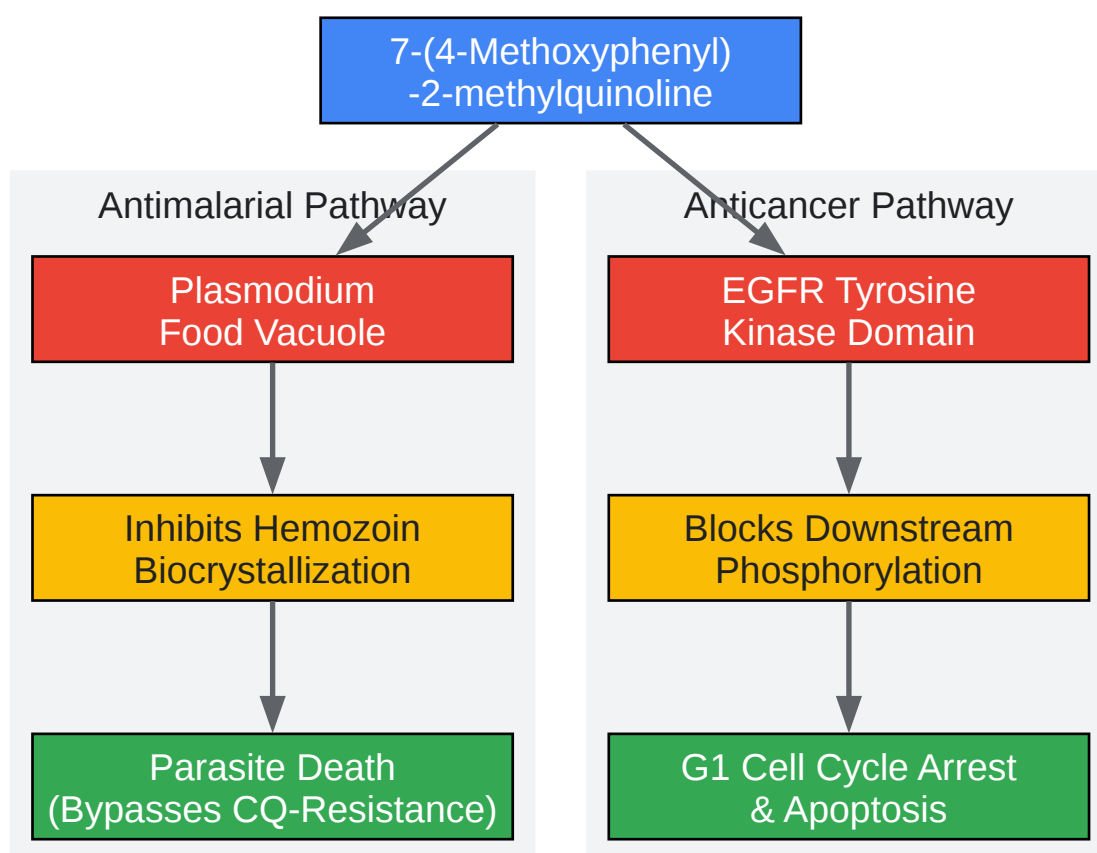 7-(4-Methoxyphenyl)
-2-methylquinoline
Antimalarial Pathway
Plasmodium
Food Vacuole
Inhibits Hemozoin
Biocrystallization
Parasite Death
(Bypasses CQ-Resistance)
Anticancer Pathway
EGFR Tyrosine
Kinase Domain
Blocks Downstream
Phosphorylation
G1 Cell Cycle Arrest
& Apoptosis